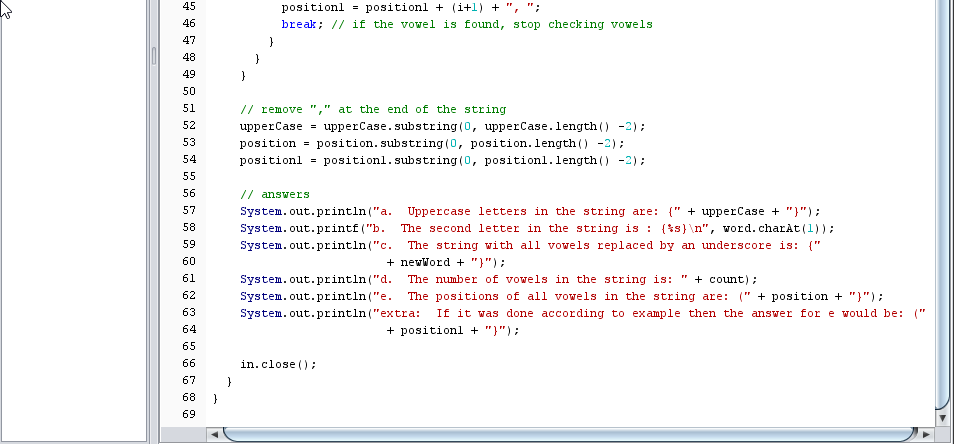 45 position1 = position1 + (i+1) + ", ";
46 break; // if the vowel is found, stop checking vowels
47 }
48 }
49 }
50
51 // remove "," at the end of the string
52 upperCase = upperCase.substring(0, upperCase.length() -2);
53 position = position.substring(0, position.length() -2);
54 position1 = position1.substring(0, position1.length() -2);
55
56 // answers
57 System.out.println("a.  Uppercase letters in the string are: {" + upperCase + "}");
58 System.out.printf("b.  The second letter in the string is : {%s}\n", word.charAt(1));
59 System.out.println("c.  The string with all vowels replaced by an underscore is: {"
60 + newWord + "}");
61 System.out.println("d.  The number of vowels in the string is: " + count);
62 System.out.println("e.  The positions of all vowels in the string are: (" + position + "}");
63 System.out.println("extra:  If it was done according to example then the answer for e would be: ("
64 + position1 + "}");
65
66 in.close();
67 }
68 }
69